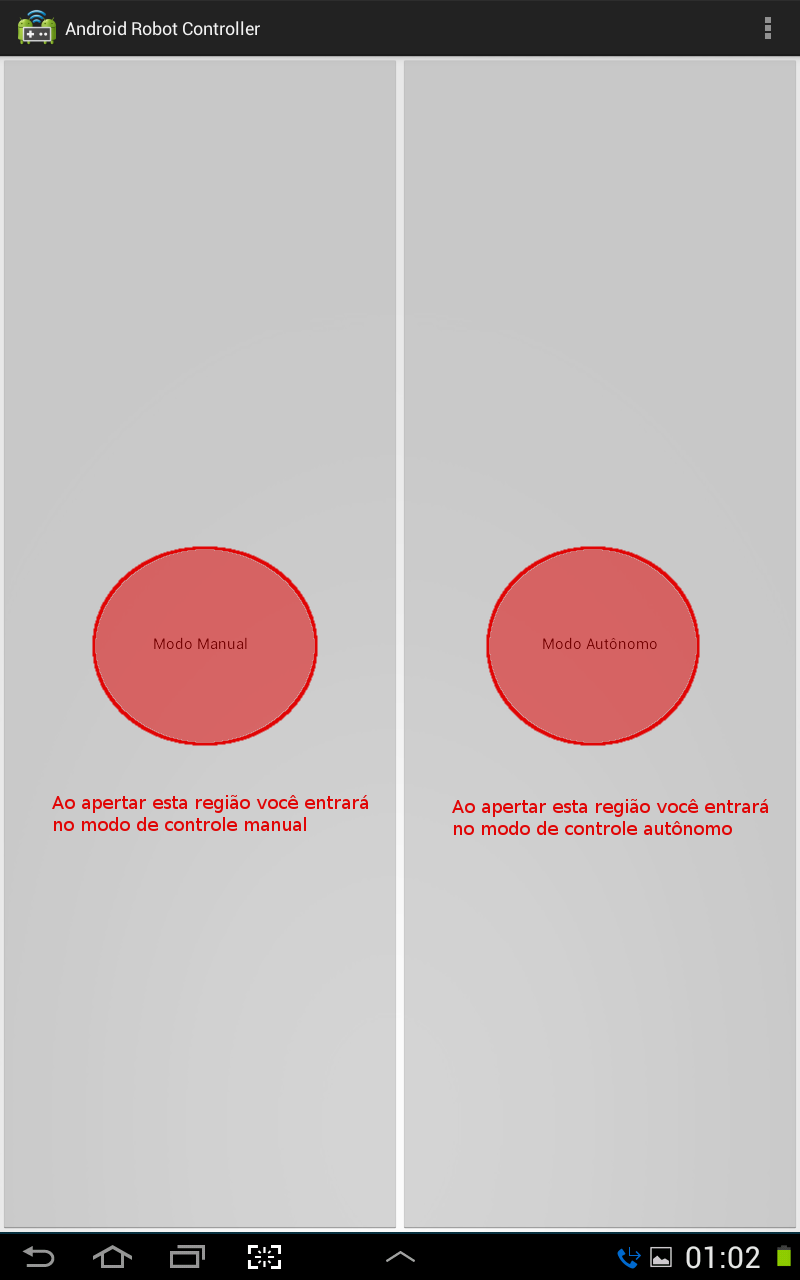 Android Robot Controller
Modo Manual
Ao apertar esta região você entrará
no modo de controle manual
Modo Autônomo
Ao apertar esta região você entrará
no modo de controle autônomo
01:02